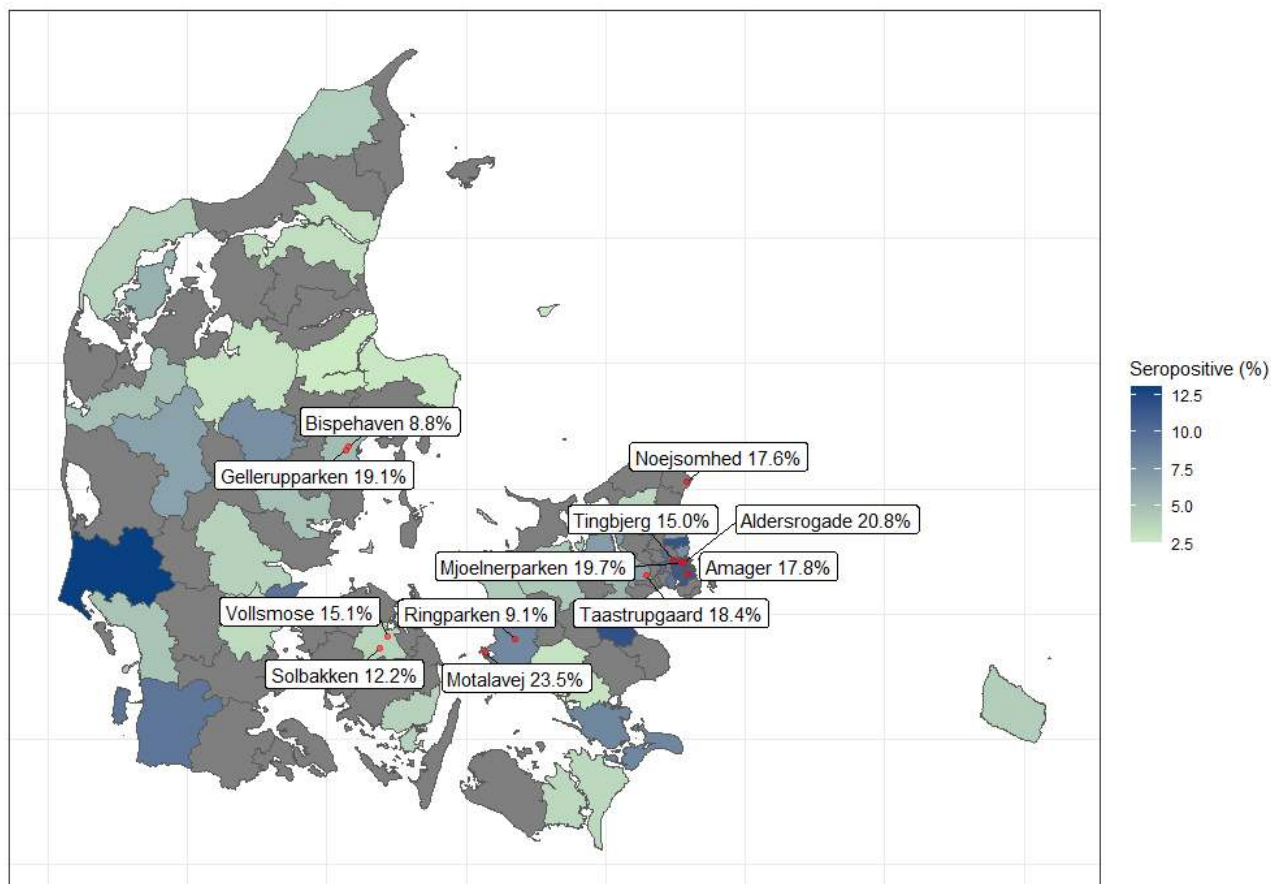 Seropositive (%)
12.5
10.0
7.5
5.0
2.5
Bispehaven 8.8%
Gellerupparken 19.1%
Noejsomhed 17.6%
Tingbjerg 15.0%
Aldersrogade 20.8%
Mjoelnerparken 19.7%
Amager 17.8%
Vollsmose 15.1%
Ringparken 9.1%
Taastrupgaard 18.4%
Solbakken 12.2%
Motalavej 23.5%